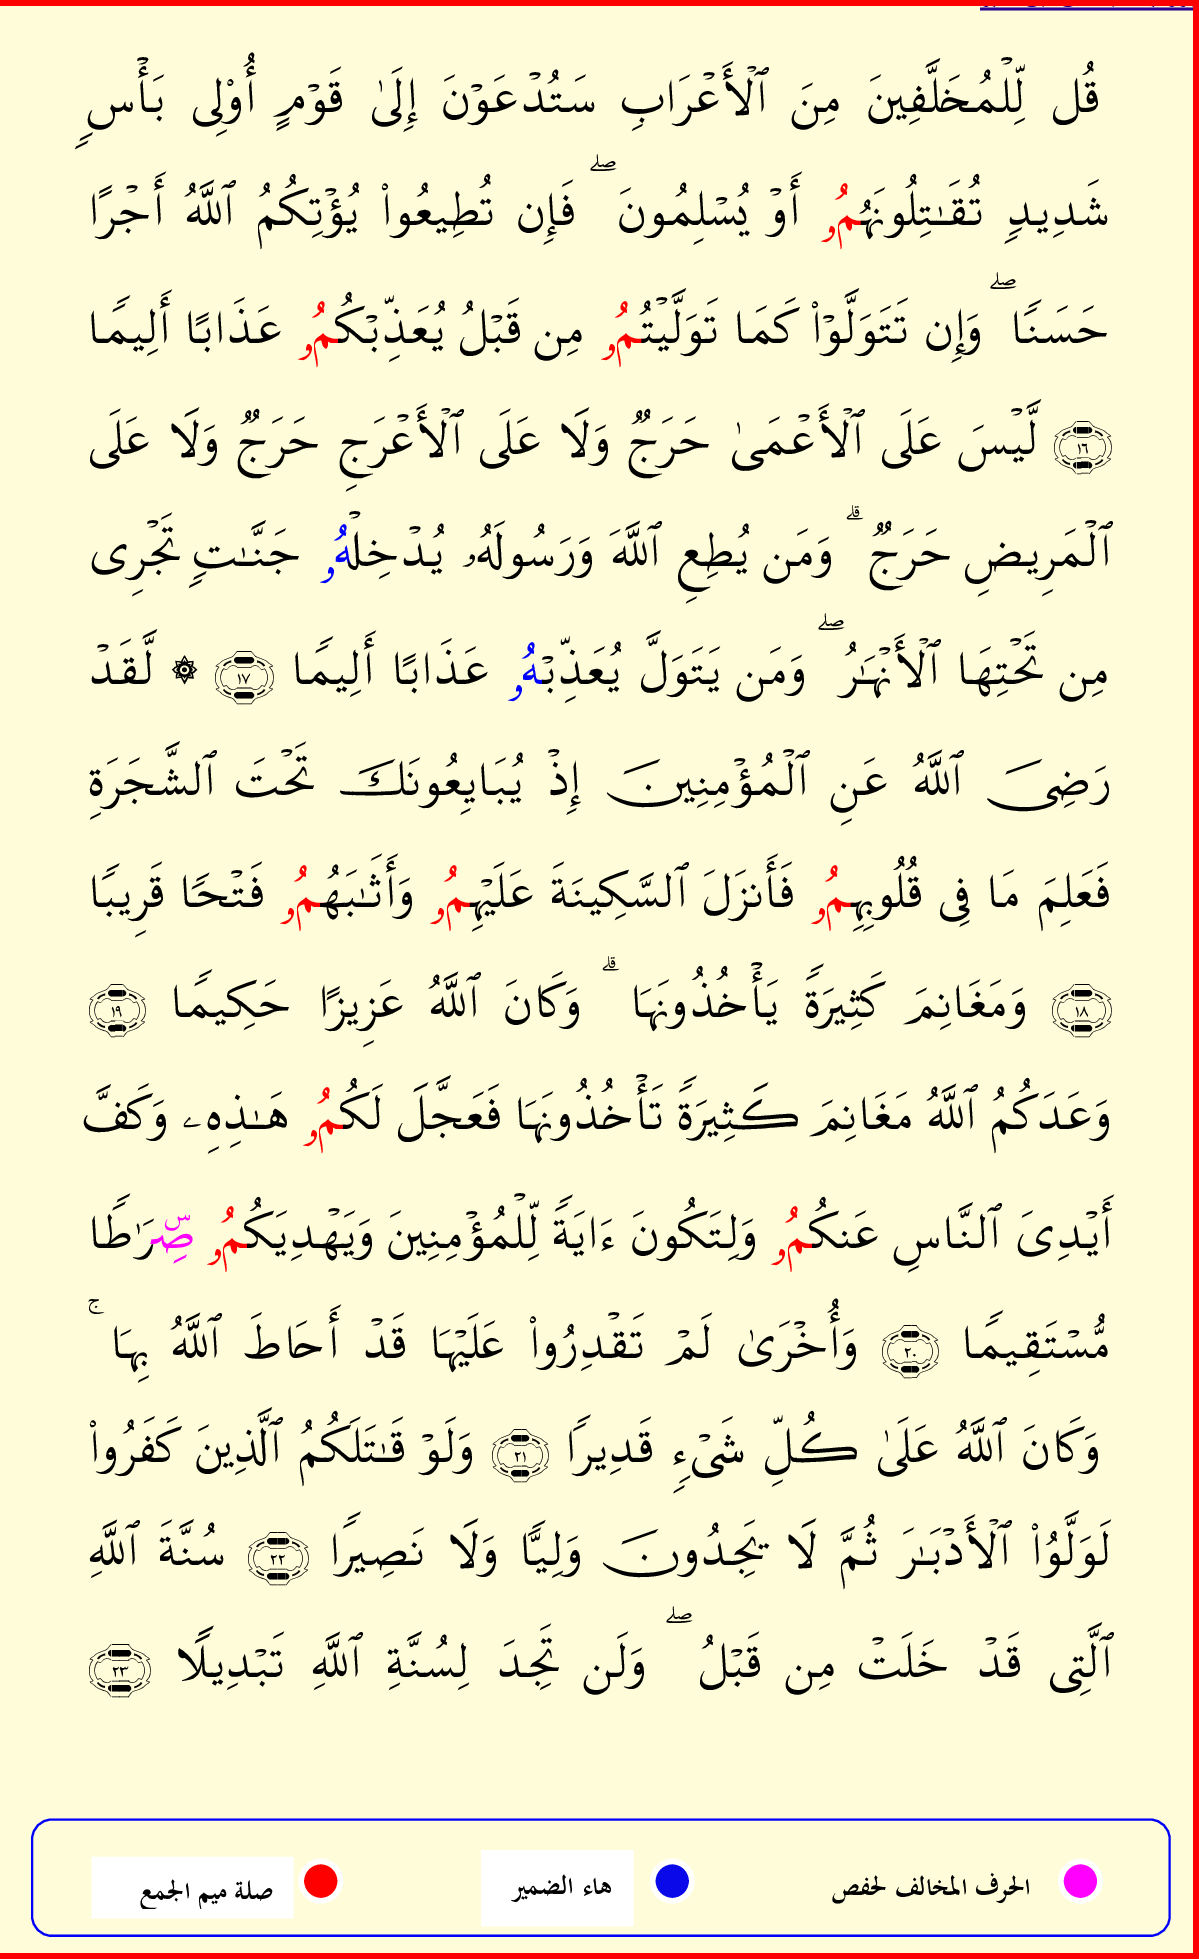 قُل لِّلْمُخَلَّفِينَ مِنَ ٱلْأَعْرَابِ سَتُدْعَوْنَ إِلَىٰ قَوْمٍ أُوْلِى بَأْسٍ
شَدِيدٍ تُقَـٰتِلُونَهُمُۥ أَوْ يُسْلِمُونَ ۖ فَإِن تُطِيعُوا۟ يُؤْتِكُمُ ٱللَّهُ أَجْرًا
حَسَنًا ۖ وَإِن تَتَوَلَّوْا۟ كَمَا تَوَلَّيْتُمُۥ مِن قَبْلُ يُعَذِّبْكُمُۥ عَذَابًا أَلِيمًا
١٦ لَّيْسَ عَلَى ٱلْأَعْمَىٰ حَرَجٌ وَلَا عَلَى ٱلْأَعْرَجِ حَرَجٌ وَلَا عَلَى
ٱلْمَرِيضِ حَرَجٌ ۗ وَمَن يُطِعِ ٱللَّهَ وَرَسُولَهُۥ يُدْخِلْهُۥ جَنَّـٰتٍ تَجْرِى
مِن تَحْتِهَا ٱلْأَنْهَـٰرُ ۖ وَمَن يَتَوَلَّ يُعَذِّبْهُۥ عَذَابًا أَلِيمًا ١٧ ۞ لَّقَدْ
رَضِىَ ٱللَّهُ عَنِ ٱلْمُؤْمِنِينَ إِذْ يُبَايِعُونَكَ تَحْتَ ٱلشَّجَرَةِ
فَعَلِمَ مَا فِى قُلُوبِهِمُۥ فَأَنزَلَ ٱلسَّكِينَةَ عَلَيْهِمُۥ وَأَثَـٰبَهُمُۥ فَتْحًا قَرِيبًا
١٨ وَمَغَانِمَ كَثِيرَةً يَأْخُذُونَهَا ۗ وَكَانَ ٱللَّهُ عَزِيزًا حَكِيمًا ١٩
وَعَدَكُمُ ٱللَّهُ مَغَانِمَ كَثِيرَةً تَأْخُذُونَهَا فَعَجَّلَ لَكُمُۥ هَـٰذِهِۦ وَكَفَّ
أَيْدِىَ ٱلنَّاسِ عَنكُمُۥ وَلِتَكُونَ ءَايَةً لِّلْمُؤْمِنِينَ وَيَهْدِيَكُمُۥ صِّۜرَٰطًا
مُّسْتَقِيمًا ٢٠ وَأُخْرَىٰ لَمْ تَقْدِرُوا۟ عَلَيْهَا قَدْ أَحَاطَ ٱللَّهُ بِهَا ۚ
وَكَانَ ٱللَّهُ عَلَىٰ كُلِّ شَىْءٍ قَدِيرًا ٢١ وَلَوْ قَـٰتَلَكُمُ ٱلَّذِينَ كَفَرُوا۟
لَوَلَّوُا۟ ٱلْأَدْبَـٰرَ ثُمَّ لَا يَجِدُونَ وَلِيًّا وَلَا نَصِيرًا ٢٢ سُنَّةَ ٱللَّهِ
ٱلَّتِى قَدْ خَلَتْ مِن قَبْلُ ۖ وَلَن تَجِدَ لِسُنَّةِ ٱللَّهِ تَبْدِيلًا ٢٣
الحرف المخالف لحفص هاء الضمير صلة ميم الجمع